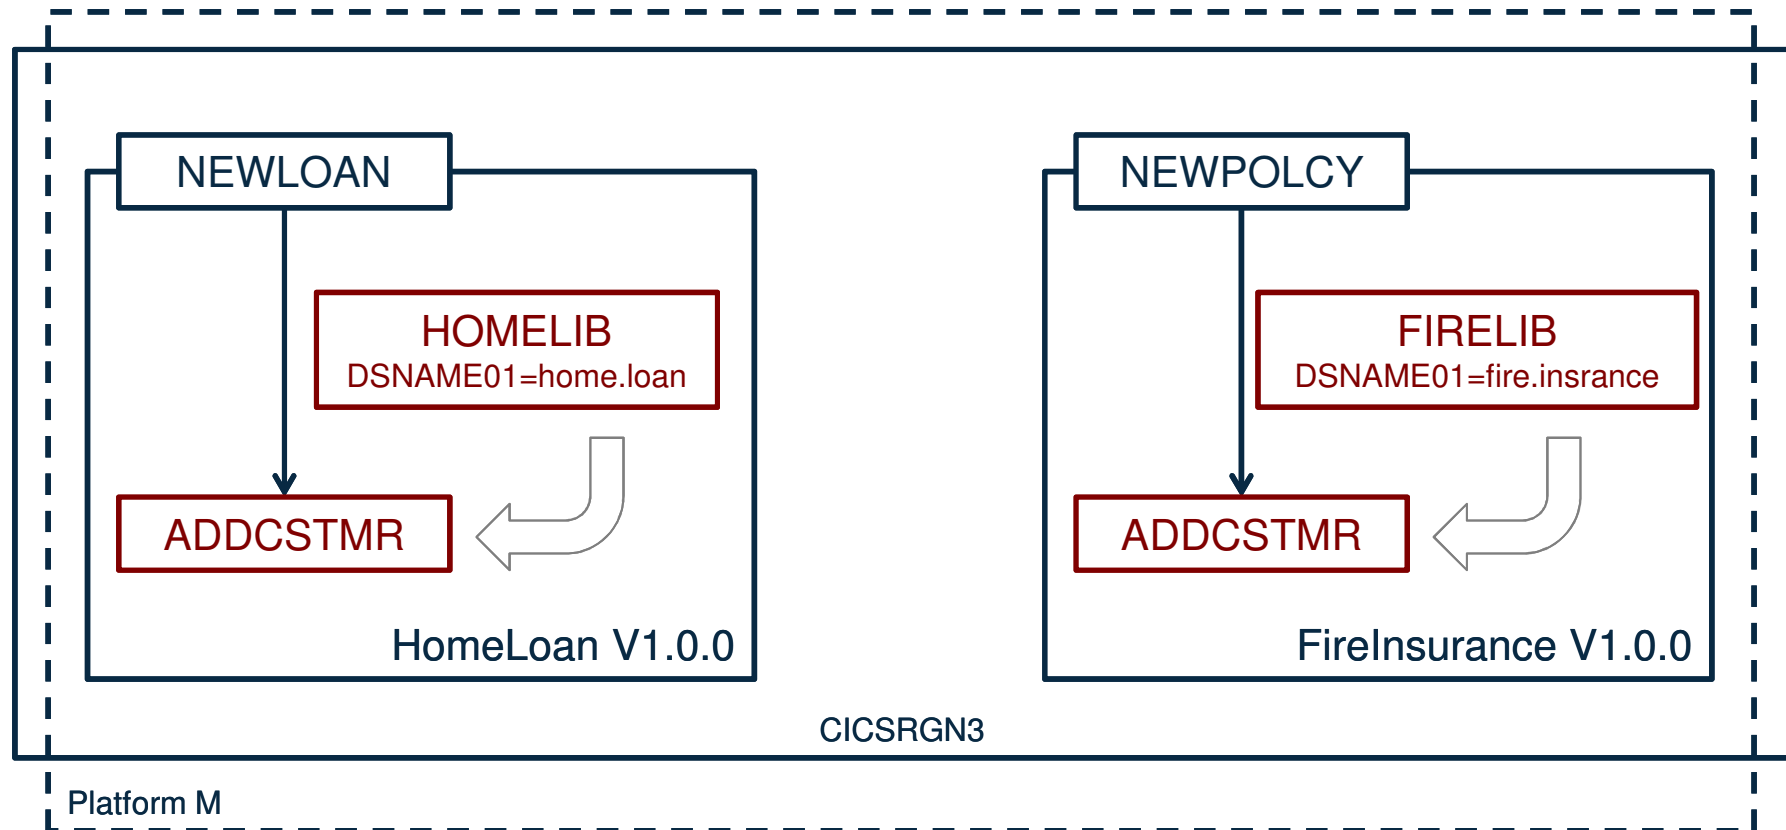 NEWLOAN
HOMELIB
DSNAME01=home.loan
ADDCSTMR
HomeLoan V1.0.0
NEWPOLCY
FIRELIB
DSNAME01=fire.insrance
ADDCSTMR
FireInsurance V1.0.0
CICSRGN3
Platform M